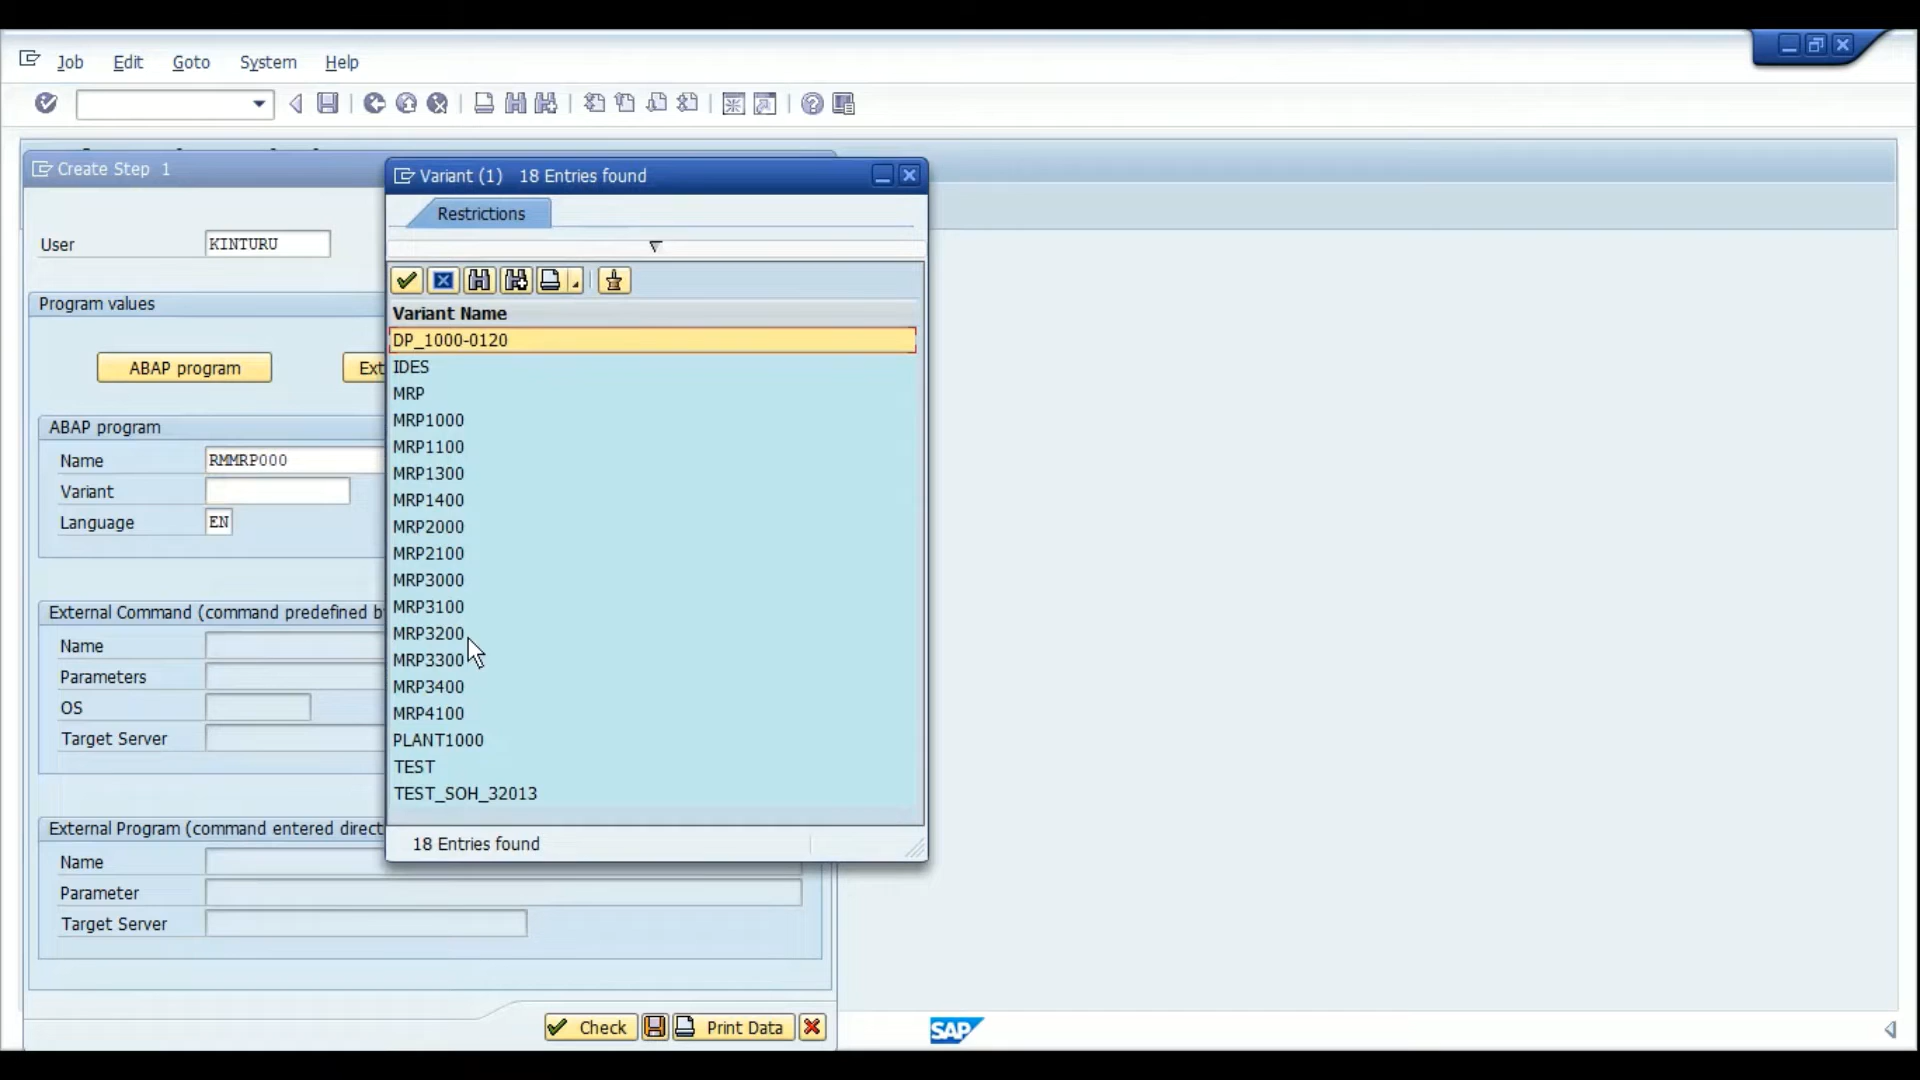 Job Edit Goto System Help
Create Step 1
User KINTURU
Program values
ABAP program Ext
ABAP program
Name RMMRP000
Variant
Language EN
External Command (command predefined b
Name
Parameters
OS
Target Server
External Program (command entered direct
Name
Parameter
Target Server
Check Print Data
Variant (1) 18 Entries found
Restrictions
Variant Name
DP_1000-0120
IDES
MRP
MRP1000
MRP1100
MRP1300
MRP1400
MRP2000
MRP2100
MRP3000
MRP3100
MRP3200
MRP3300
MRP3400
MRP4100
PLANT1000
TEST
TEST_SOH_32013
18 Entries found
SAP